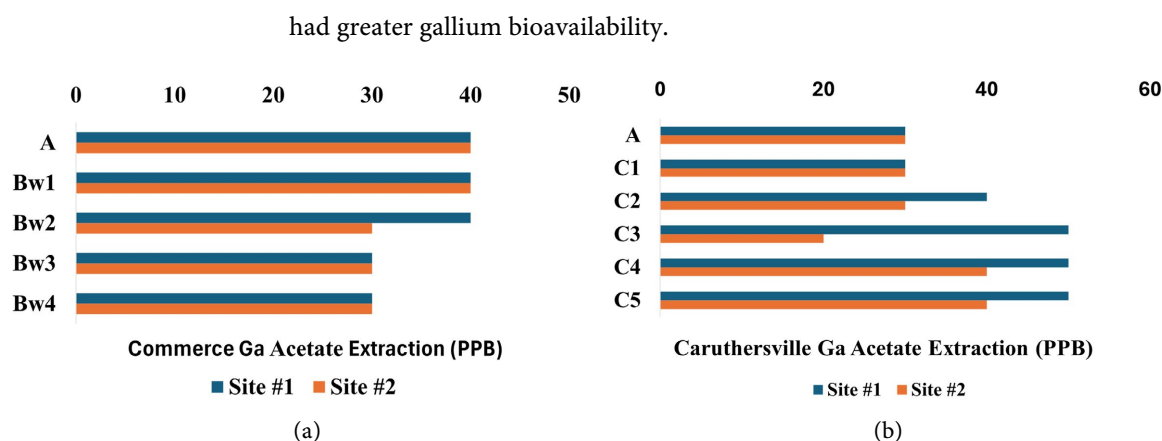 had greater gallium bioavailability.
0 10 20 30 40 50
A
Bw1
Bw2
Bw3
Bw4
Commerce Ga Acetate Extraction (PPB)
Site #1 Site #2
(a)
0 20 40 60
A
C1
C2
C3
C4
C5
Caruthersville Ga Acetate Extraction (PPB)
Site #1 Site #2
(b)